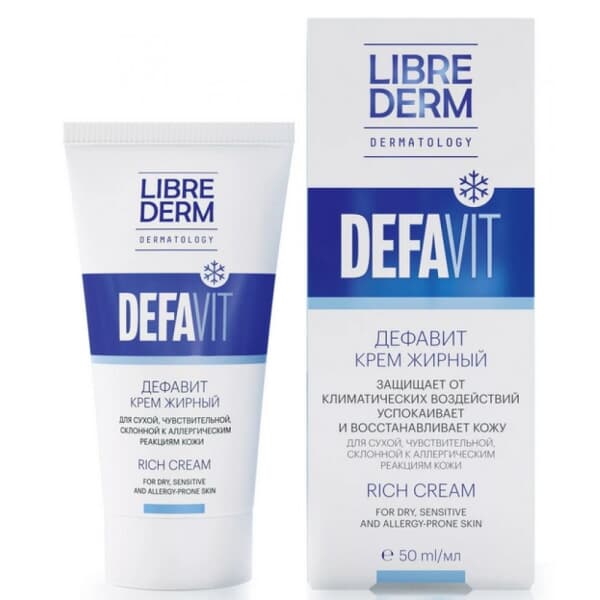 LIBRE
DERM
DERMATOLOGY
DEFAVIT
ДЕФАВИТ
КРЕМ ЖИРНЫЙ
ДЛЯ СУХОЙ, ЧУВСТВИТЕЛЬНОЙ,
СКЛОННОЙ К АЛЛЕРГИЧЕСКИМ
РЕАКЦИЯМ КОЖИ
RICH CREAM
FOR DRY, SENSITIVE
AND ALLERGY-PRONE SKIN
LIBRE
DERM
DERMATOLOGY
DEFAVIT
ДЕФАВИТ
КРЕМ ЖИРНЫЙ
ЗАЩИЩАЕТ ОТ
КЛИМАТИЧЕСКИХ ВОЗДЕЙСТВИЙ
УСПОКАИВАЕТ
И ВОССТАНАВЛИВАЕТ КОЖУ
ДЛЯ СУХОЙ, ЧУВСТВИТЕЛЬНОЙ,
СКЛОННОЙ К АЛЛЕРГИЧЕСКИМ
РЕАКЦИЯМ КОЖИ
RICH CREAM
FOR DRY, SENSITIVE
AND ALLERGY-PRONE SKIN
℮ 50 ml/мл